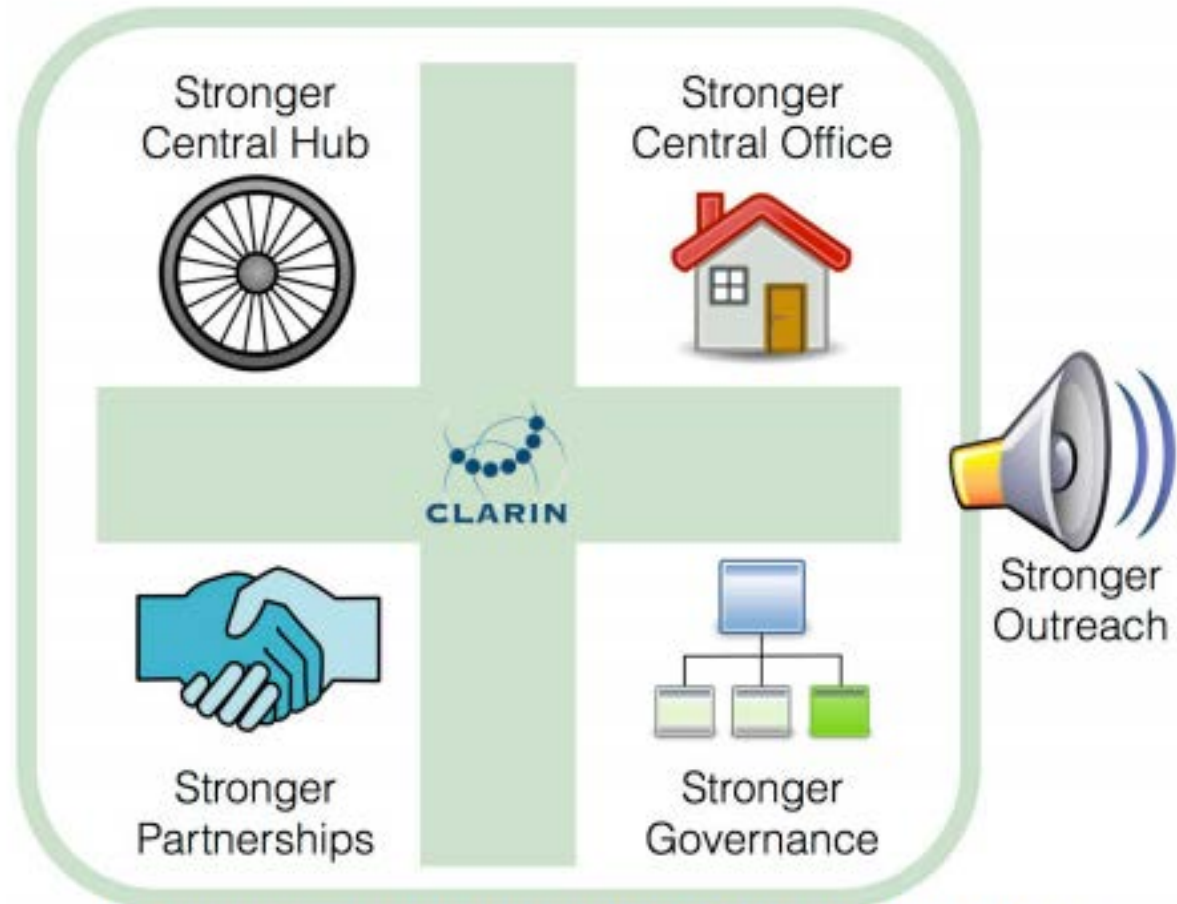 Stronger
Central Hub
Stronger
Central Office
CLARIN
Stronger
Outreach
Stronger
Partnerships
Stronger
Governance